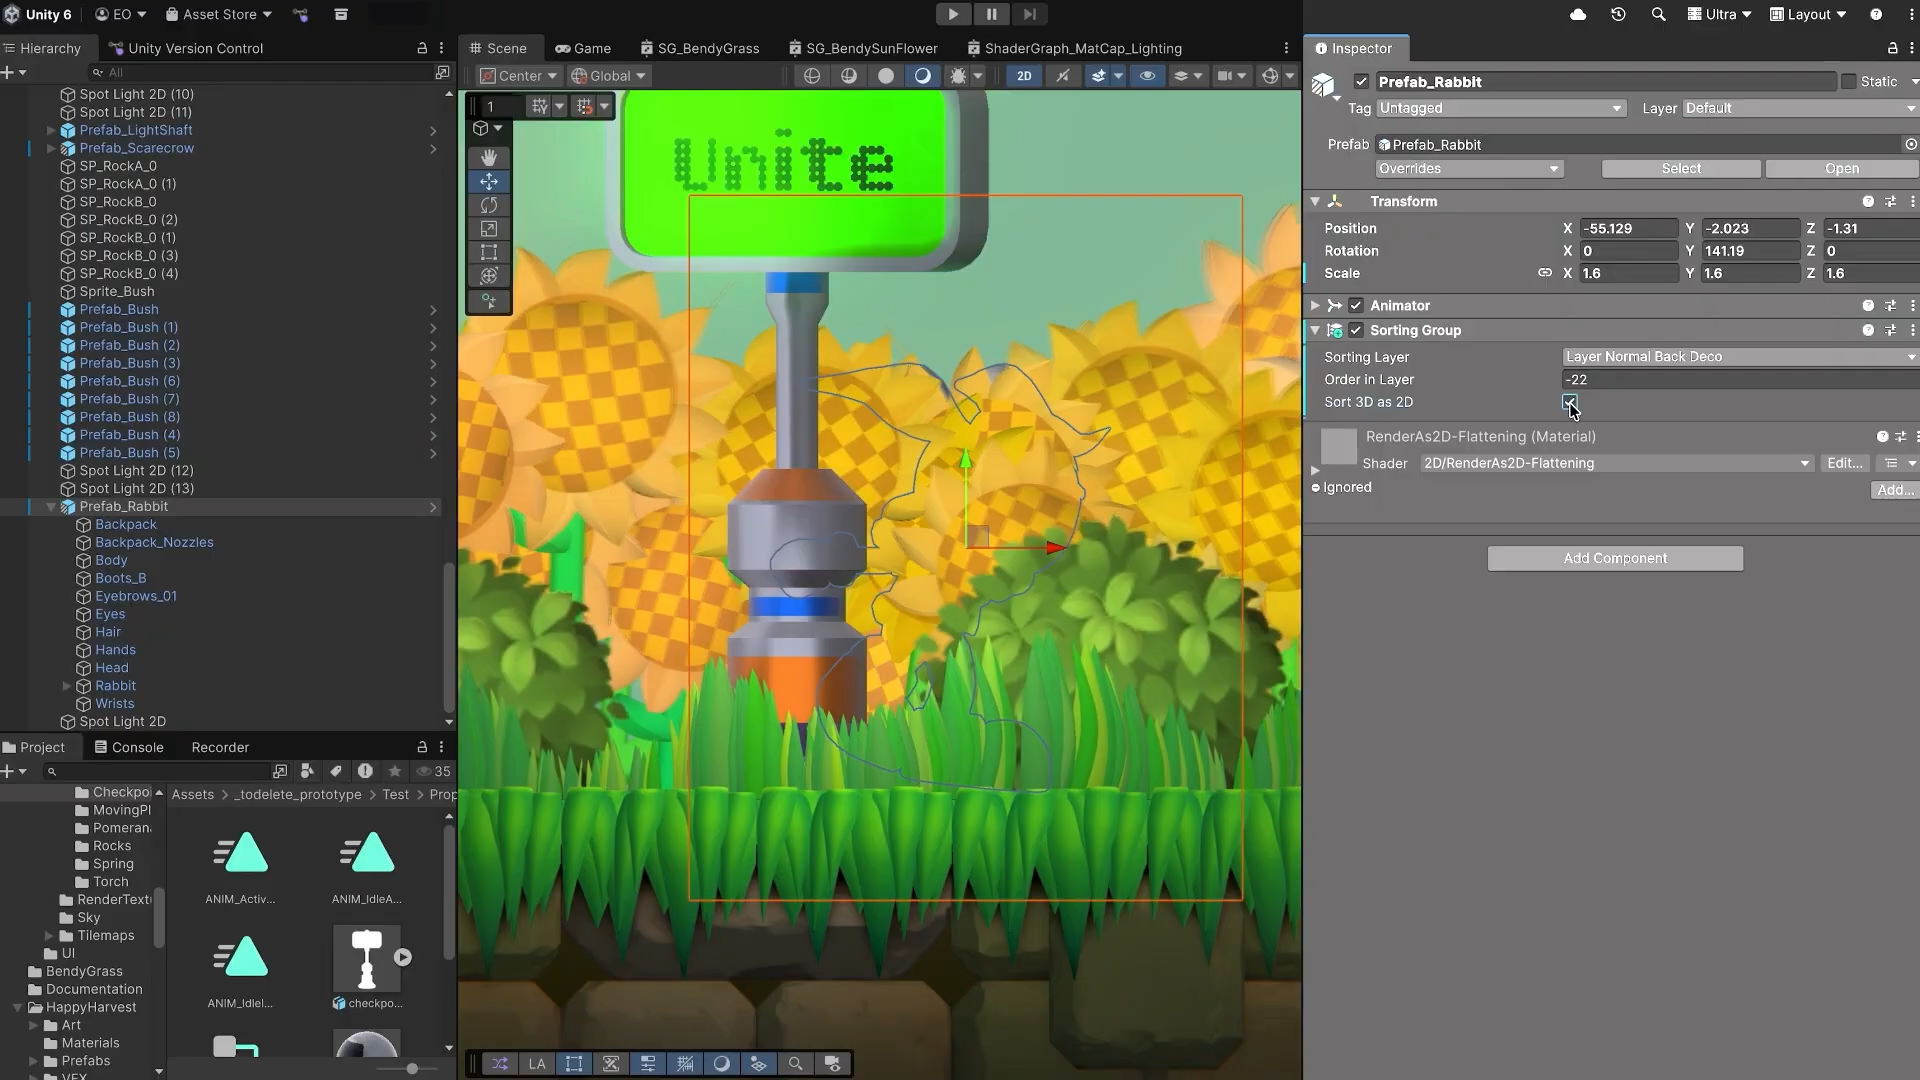 Unity 6
EO
Asset Store
Ultra
Layout
Hierarchy
Unity Version Control
All
Spot Light 2D (10)
Spot Light 2D (11)
Prefab_LightShaft
Prefab_Scarecrow
SP_RockA_0
SP_RockA_0 (1)
SP_RockB_0
SP_RockB_0 (2)
SP_RockB_0 (1)
SP_RockB_0 (3)
SP_RockB_0 (4)
Sprite_Bush
Prefab_Bush
Prefab_Bush (1)
Prefab_Bush (2)
Prefab_Bush (3)
Prefab_Bush (6)
Prefab_Bush (7)
Prefab_Bush (8)
Prefab_Bush (4)
Prefab_Bush (5)
Spot Light 2D (12)
Spot Light 2D (13)
Prefab_Rabbit
Backpack
Backpack_Nozzles
Body
Boots_B
Eyebrows_01
Eyes
Hair
Hands
Head
Rabbit
Wrists
Spot Light 2D
Project
Console
Recorder
35
Checkpoi
MovingPl
Pomeran
Rocks
Spring
Torch
RenderText
Sky
Tilemaps
UI
BendyGrass
Documentation
HappyHarvest
Art
Materials
Prefabs
VFX
Assets > _todelete_prototype > Test > Prop
ANIM_Activ...
ANIM_IdleA...
ANIM_IdleI...
checkpo...
Scene
Game
SG_BendyGrass
SG_BendySunFlower
ShaderGraph_MatCap_Lighting
Center
Global
2D
1
Unite
LA
Inspector
Prefab_Rabbit
Static
Tag Untagged
Layer Default
Prefab Prefab_Rabbit
Overrides
Select
Open
Transform
Position X -55.129 Y -2.023 Z -1.31
Rotation X 0 Y 141.19 Z 0
Scale X 1.6 Y 1.6 Z 1.6
Animator
Sorting Group
Sorting Layer Layer Normal Back Deco
Order in Layer -22
Sort 3D as 2D
RenderAs2D-Flattening (Material)
Shader 2D/RenderAs2D-Flattening Edit...
Ignored
Add...
Add Component